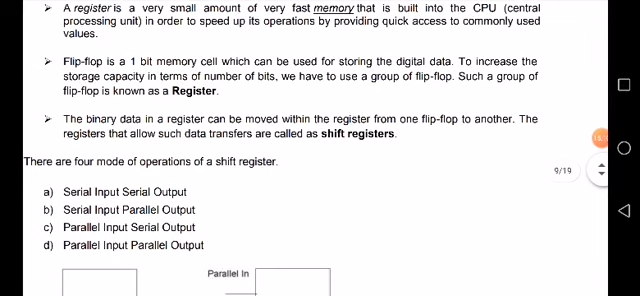 ➢ A register is a very small amount of very fast memory that is built into the CPU (central
processing unit) in order to speed up its operations by providing quick access to commonly used
values.
➢ Flip-flop is a 1 bit memory cell which can be used for storing the digital data. To increase the
storage capacity in terms of number of bits, we have to use a group of flip-flop. Such a group of
flip-flop is known as a Register.
➢ The binary data in a register can be moved within the register from one flip-flop to another. The
registers that allow such data transfers are called as shift registers.
There are four mode of operations of a shift register.
9/19
a) Serial Input Serial Output
b) Serial Input Parallel Output
c) Parallel Input Serial Output
d) Parallel Input Parallel Output
Parallel In